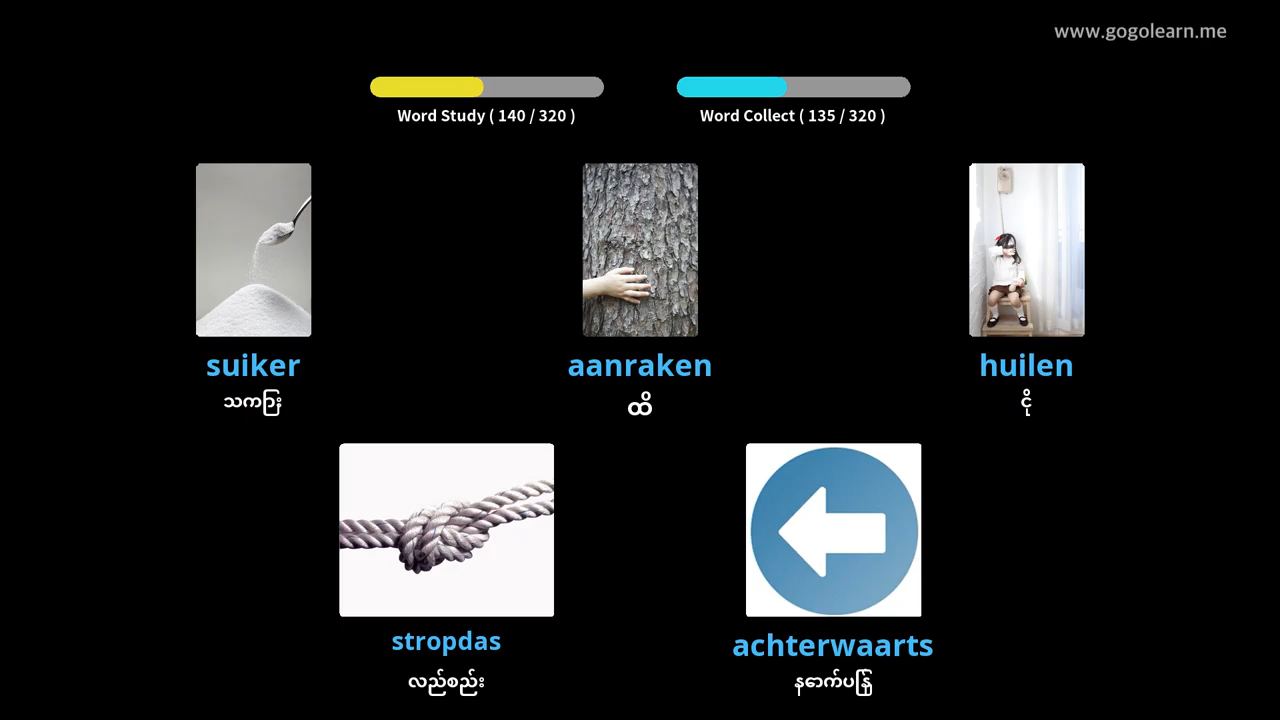 www.gogolearn.me
Word Study ( 140 / 320 )
Word Collect ( 135 / 320 )
suiker
aanraken
huilen
သကြား
ထိ
ငို
stropdas
achterwaarts
လည်စည်း
နောက်ပြန်